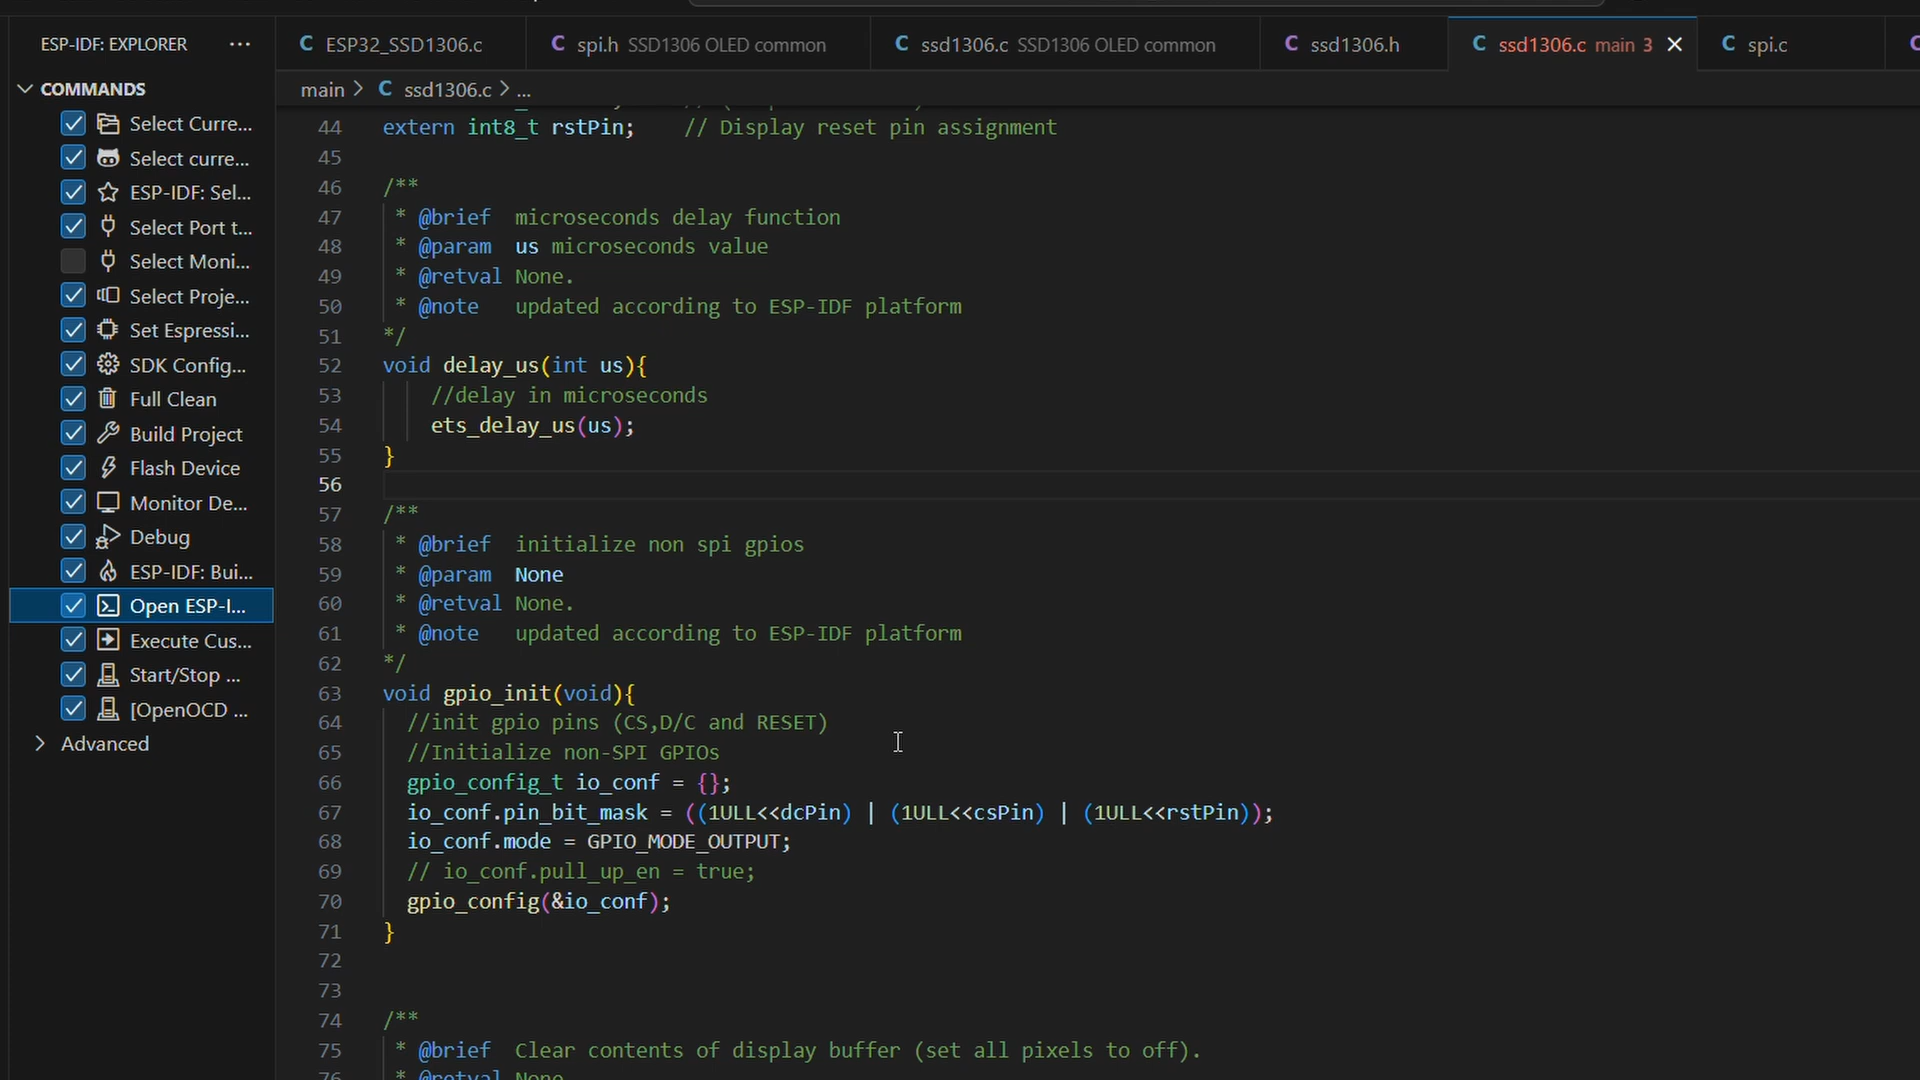 ESP-IDF: EXPLORER
COMMANDS
Select Curre...
Select curre...
ESP-IDF: Sel...
Select Port t...
Select Moni...
Select Proje...
Set Espressi...
SDK Config...
Full Clean
Build Project
Flash Device
Monitor De...
Debug
ESP-IDF: Bui...
Open ESP-I...
Execute Cus...
Start/Stop ...
[OpenOCD ...
Advanced
C ESP32_SSD1306.c C spi.h SSD1306 OLED common C ssd1306.c SSD1306 OLED common C ssd1306.h C ssd1306.c main 3 C spi.c
main > C ssd1306.c > ...
44 extern int8_t rstPin; // Display reset pin assignment
45
46 /**
47 * @brief microseconds delay function
48 * @param us microseconds value
49 * @retval None.
50 * @note updated according to ESP-IDF platform
51 */
52 void delay_us(int us){
53 //delay in microseconds
54 ets_delay_us(us);
55 }
56
57 /**
58 * @brief initialize non spi gpios
59 * @param None
60 * @retval None.
61 * @note updated according to ESP-IDF platform
62 */
63 void gpio_init(void){
64 //init gpio pins (CS,D/C and RESET)
65 //Initialize non-SPI GPIOs
66 gpio_config_t io_conf = {};
67 io_conf.pin_bit_mask = ((1ULL<<dcPin) | (1ULL<<csPin) | (1ULL<<rstPin));
68 io_conf.mode = GPIO_MODE_OUTPUT;
69 // io_conf.pull_up_en = true;
70 gpio_config(&io_conf);
71 }
72
73
74 /**
75 * @brief Clear contents of display buffer (set all pixels to off).
76 * @retval None